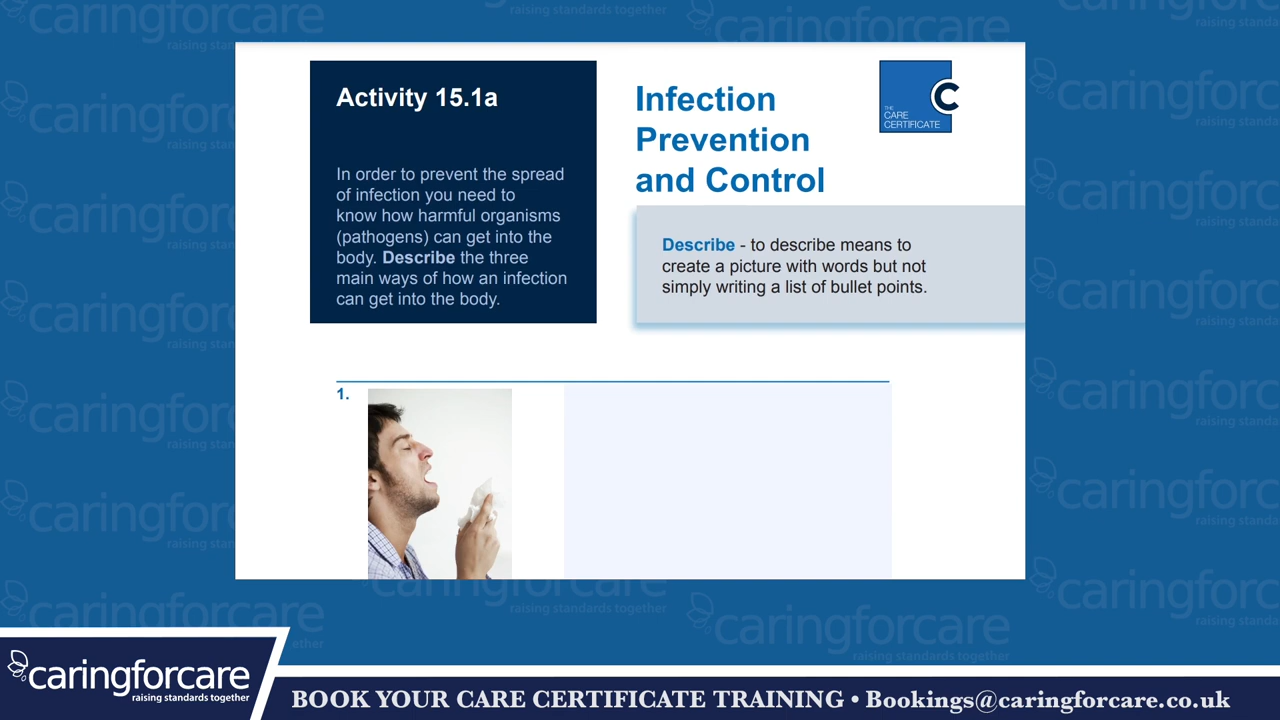 Activity 15.1a
In order to prevent the spread
of infection you need to
know how harmful organisms
(pathogens) can get into the
body. Describe the three
main ways of how an infection
can get into the body.
Infection
Prevention
and Control
THE
CARE
CERTIFICATE
C
Describe - to describe means to
create a picture with words but not
simply writing a list of bullet points.
1.
caringforcare
raising standards together
BOOK YOUR CARE CERTIFICATE TRAINING • Bookings@caringforcare.co.uk